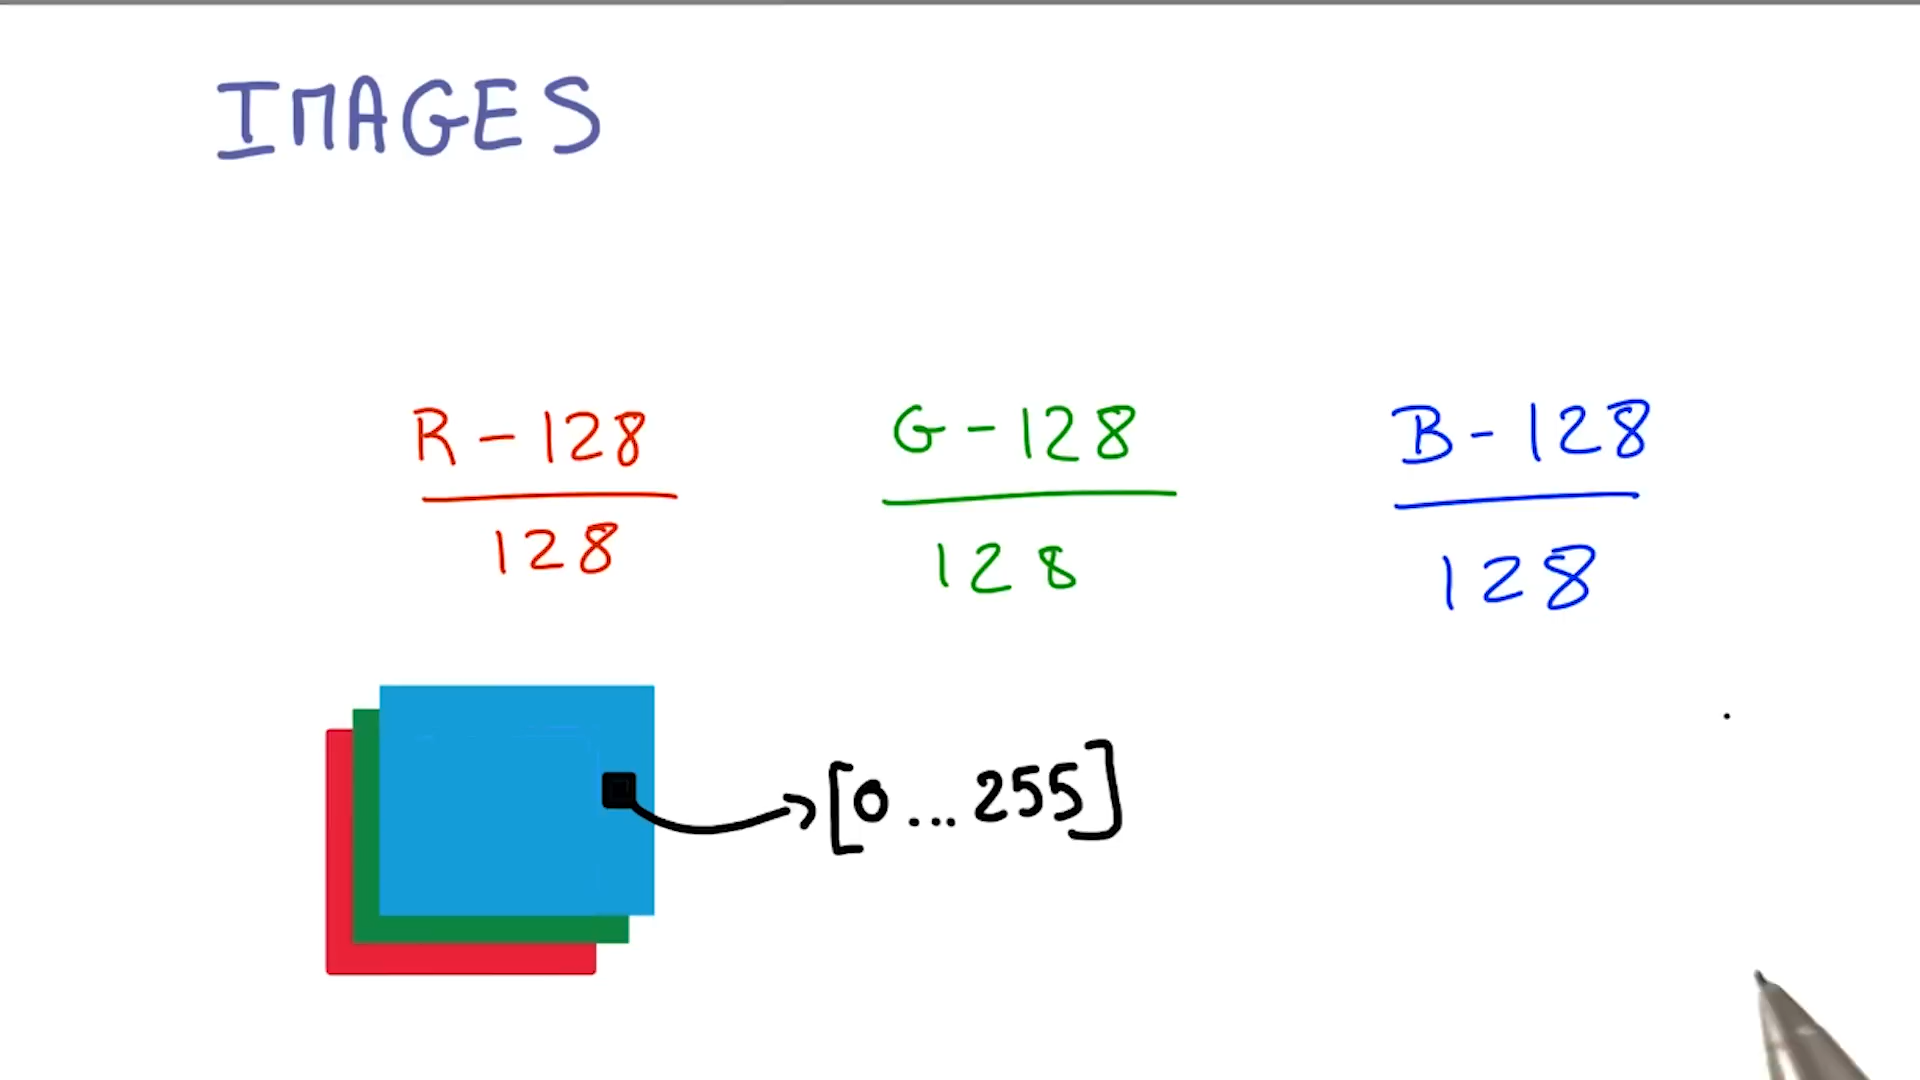 IMAGES
R - 128 G - 128 B - 128
128 128 128
[0 ... 255]